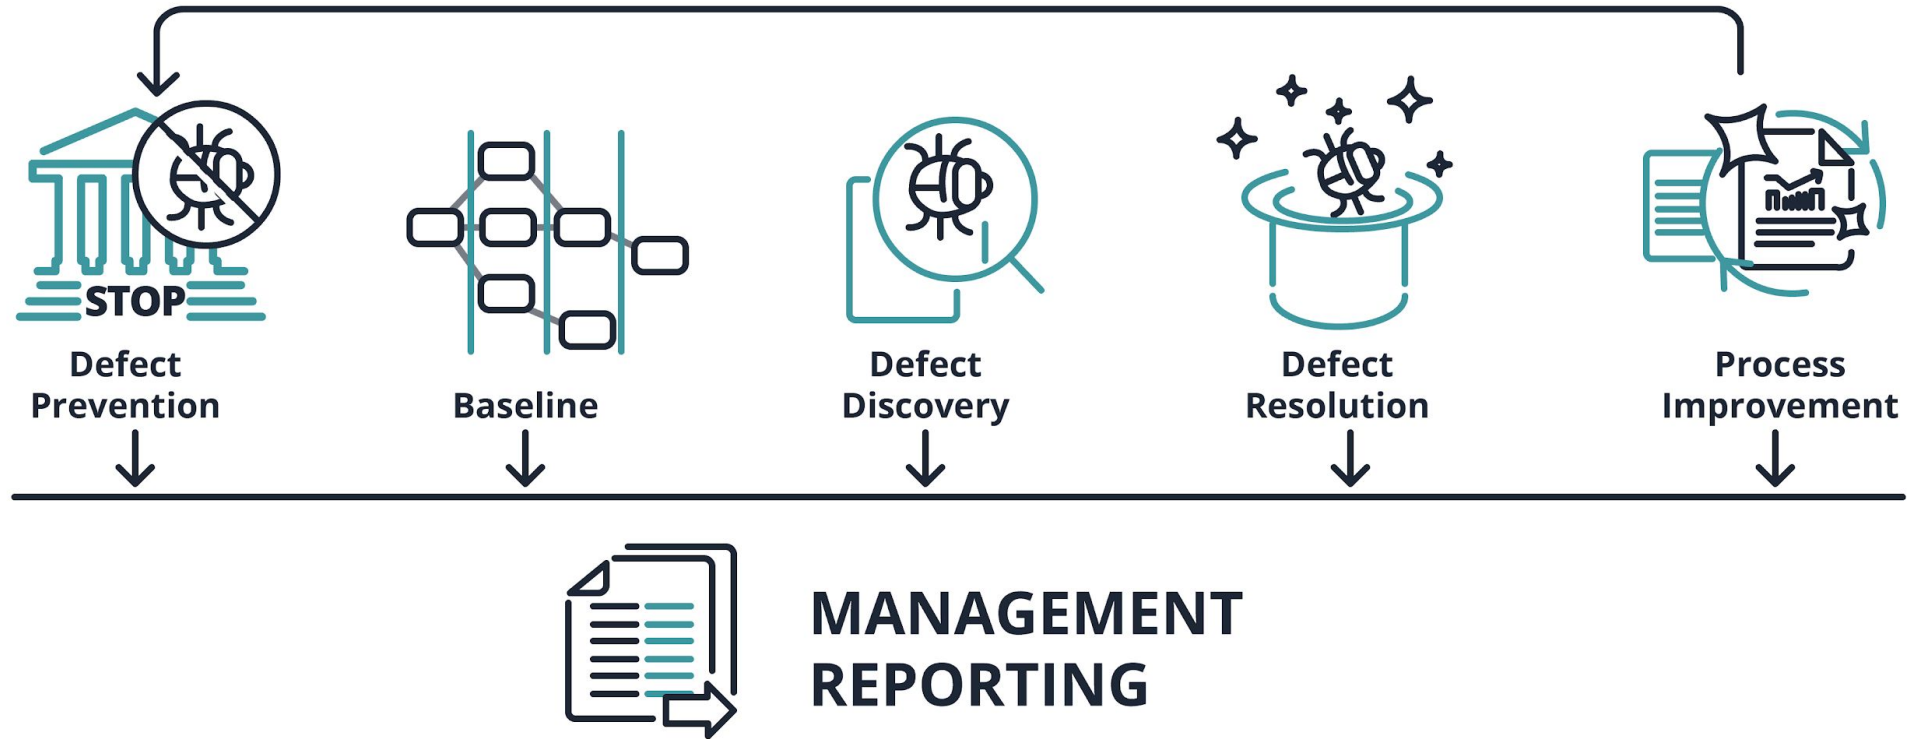 STOP
Defect
Prevention
Baseline
Defect
Discovery
Defect
Resolution
Process
Improvement
MANAGEMENT
REPORTING